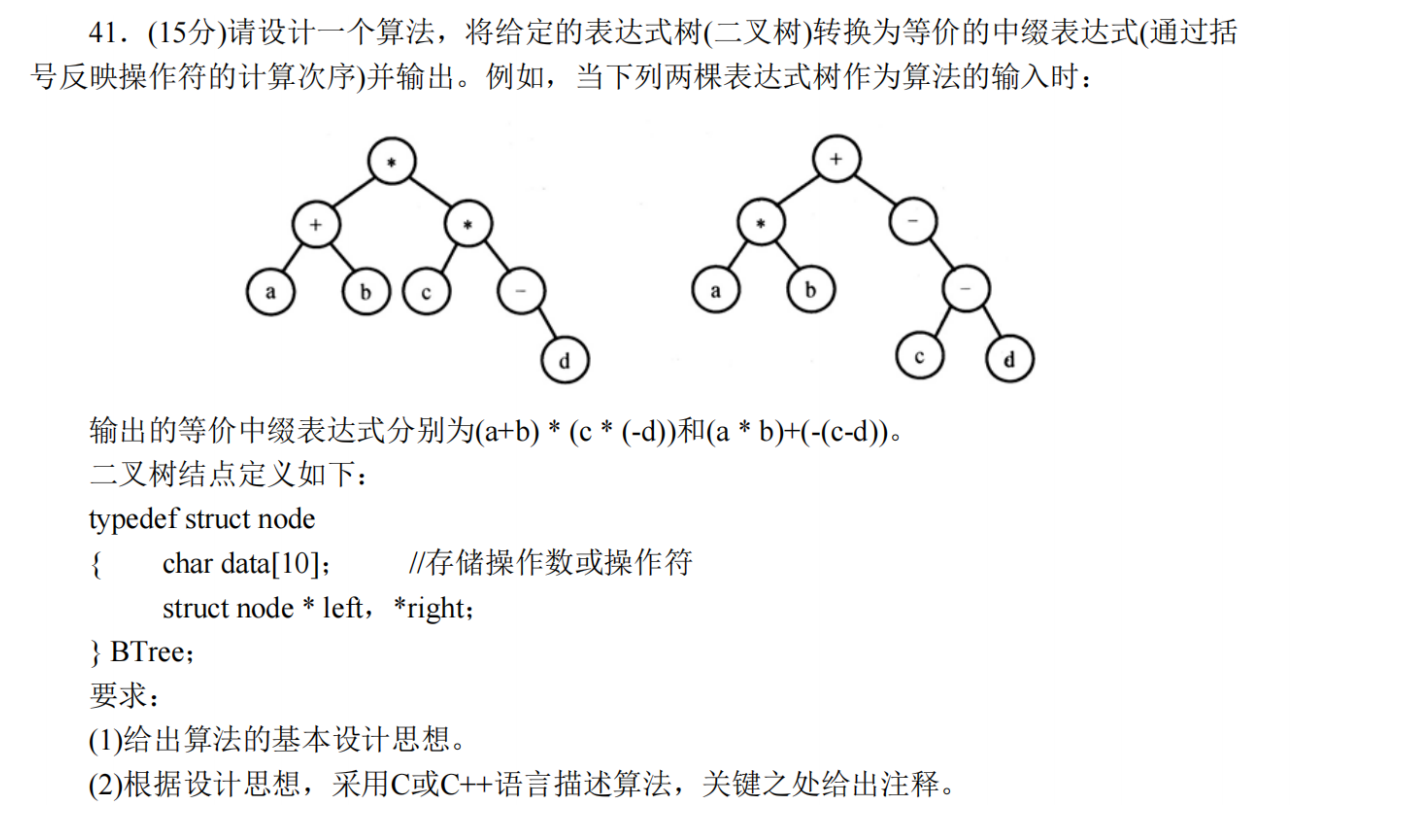 41．(15分)请设计一个算法，将给定的表达式树(二叉树)转换为等价的中缀表达式(通过括
号反映操作符的计算次序)并输出。例如，当下列两棵表达式树作为算法的输入时：
* +
+ * * −
a b c − a b −
d c d
输出的等价中缀表达式分别为(a+b) * (c * (-d))和(a * b)+(-(c-d))。
二叉树结点定义如下：
typedef struct node
{ char data[10]； //存储操作数或操作符
struct node * left，*right；
} BTree；
要求：
(1)给出算法的基本设计思想。
(2)根据设计思想，采用C或C++语言描述算法，关键之处给出注释。